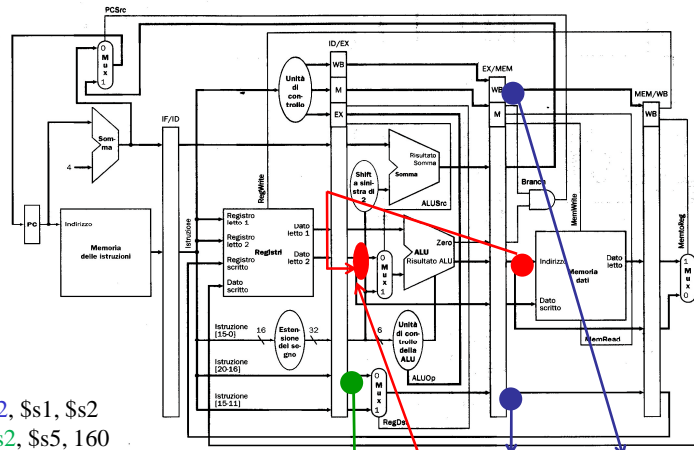 PCSrc
0
M
u
x
1
ID/EX
WB
M
EX
Unità
di con-
trollo
EX/MEM
WB
M
MEM/WB
WB
IF/ID
Som-
ma
4
PC
Indirizzo
Memoria
delle istruzioni
Istruzione
RegWrite
Registro
letto 1
Registro
letto 2
Registro
scritto
Dato
scritto
Registri
Dato
letto 1
Dato
letto 2
Shift
a sini-
stra di
2
Risultato
Somma
Somma
ALUSrc
Zero
ALU
Risultato ALU
0
M
u
x
1
Branch
MemWrite
Indirizzo
Dato
letto
Memoria
dati
Dato
scritto
MemRead
MemtoReg
1
M
u
x
0
Istruzione
[15-0]
16
Esten-
sione
del se-
gno
32
6
Unità di
controllo
della
ALU
ALUOp
Istruzione
[20-16]
Istruzione
[15-11]
0
M
u
x
1
RegDst
2, $s1, $s2
s2, $s5, 160